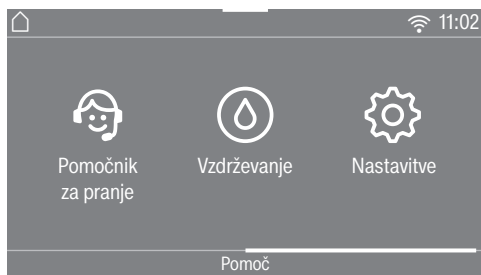 11:02
Pomočnik
za pranje
Vzdrževanje
Nastavitve
Pomoč